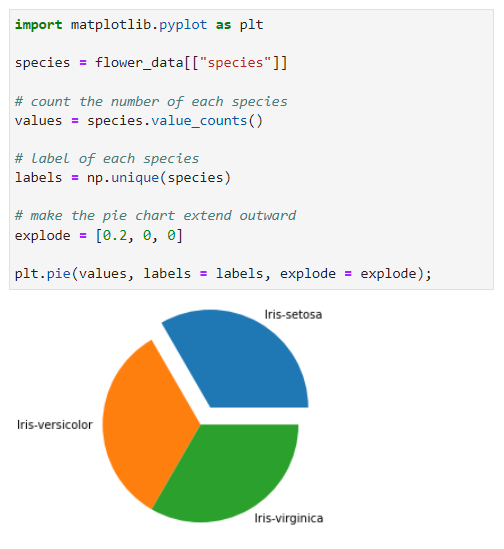 import matplotlib.pyplot as plt
species = flower_data[["species"]]
# count the number of each species
values = species.value_counts()
# label of each species
labels = np.unique(species)
# make the pie chart extend outward
explode = [0.2, 0, 0]
plt.pie(values, labels = labels, explode = explode);
Iris-setosa
Iris-versicolor
Iris-virginica